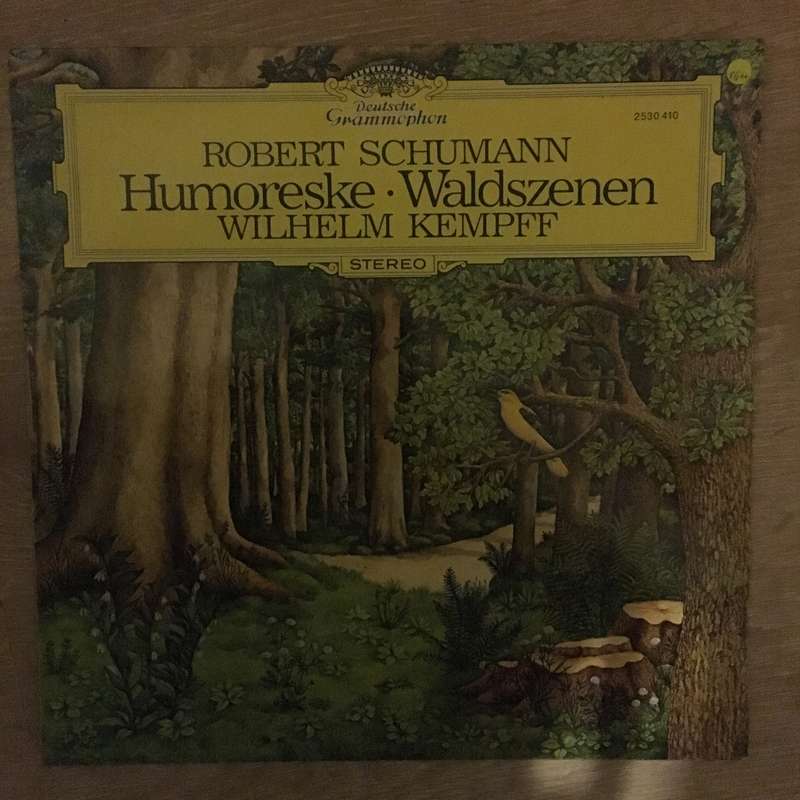 Deutsche
Grammophon
2530 410
ROBERT SCHUMANN
Humoreske · Waldszenen
WILHELM KEMPFF
STEREO